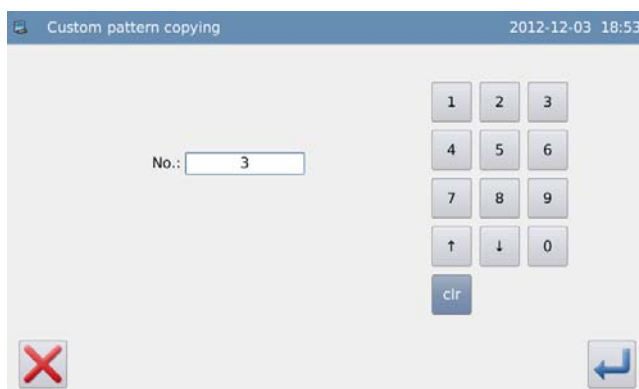 Custom pattern copying 2012-12-03 18:53
1 2 3
No.: 3
4 5 6
7 8 9
↑ ↓ 0
clr